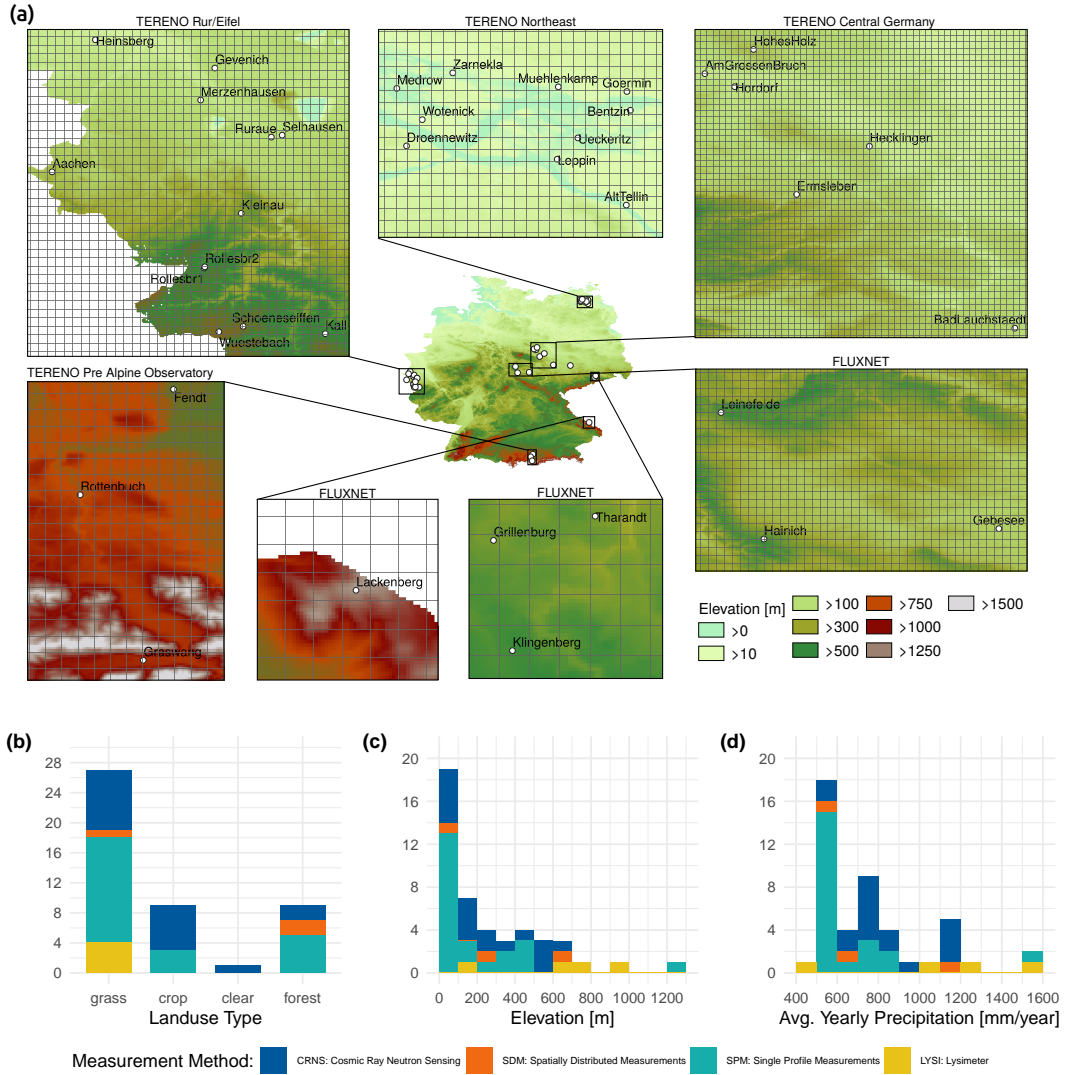 (a)
TERENO Rur/Eifel
Heinsberg
Gevenich
Merzenhausen
Ruraue
Selhausen
Aachen
Kleinau
Rollesbr2
Rollesbr1
Schoeneseiffen
Kall
Wuestebach
TERENO Northeast
Zarnekla
Medrow
Muehlenkamp
Goermin
Wotenick
Bentzin
Droennewitz
Ueckeritz
Leppin
AltTellin
TERENO Central Germany
HohesHolz
AmGrossenBruch
Hordorf
Hecklingen
Ermsleben
BadLauchstaedt
TERENO Pre Alpine Observatory
Fendt
Rottenbuch
Graswang
FLUXNET
Lackenberg
FLUXNET
Tharandt
Grillenburg
Klingenberg
FLUXNET
Leinefelde
Hainich
Gebesee
Elevation [m]
>0
>10
>100
>300
>500
>750
>1000
>1250
>1500
(b)
28
24
20
16
12
8
4
0
grass crop clear forest
Landuse Type
(c)
20
16
12
8
4
0
0 200 400 600 800 1000 1200
Elevation [m]
(d)
20
16
12
8
4
0
400 600 800 1000 1200 1400 1600
Avg. Yearly Precipitation [mm/year]
Measurement Method: CRNS: Cosmic Ray Neutron Sensing SDM: Spatially Distributed Measurements SPM: Single Profile Measurements LYSI: Lysimeter